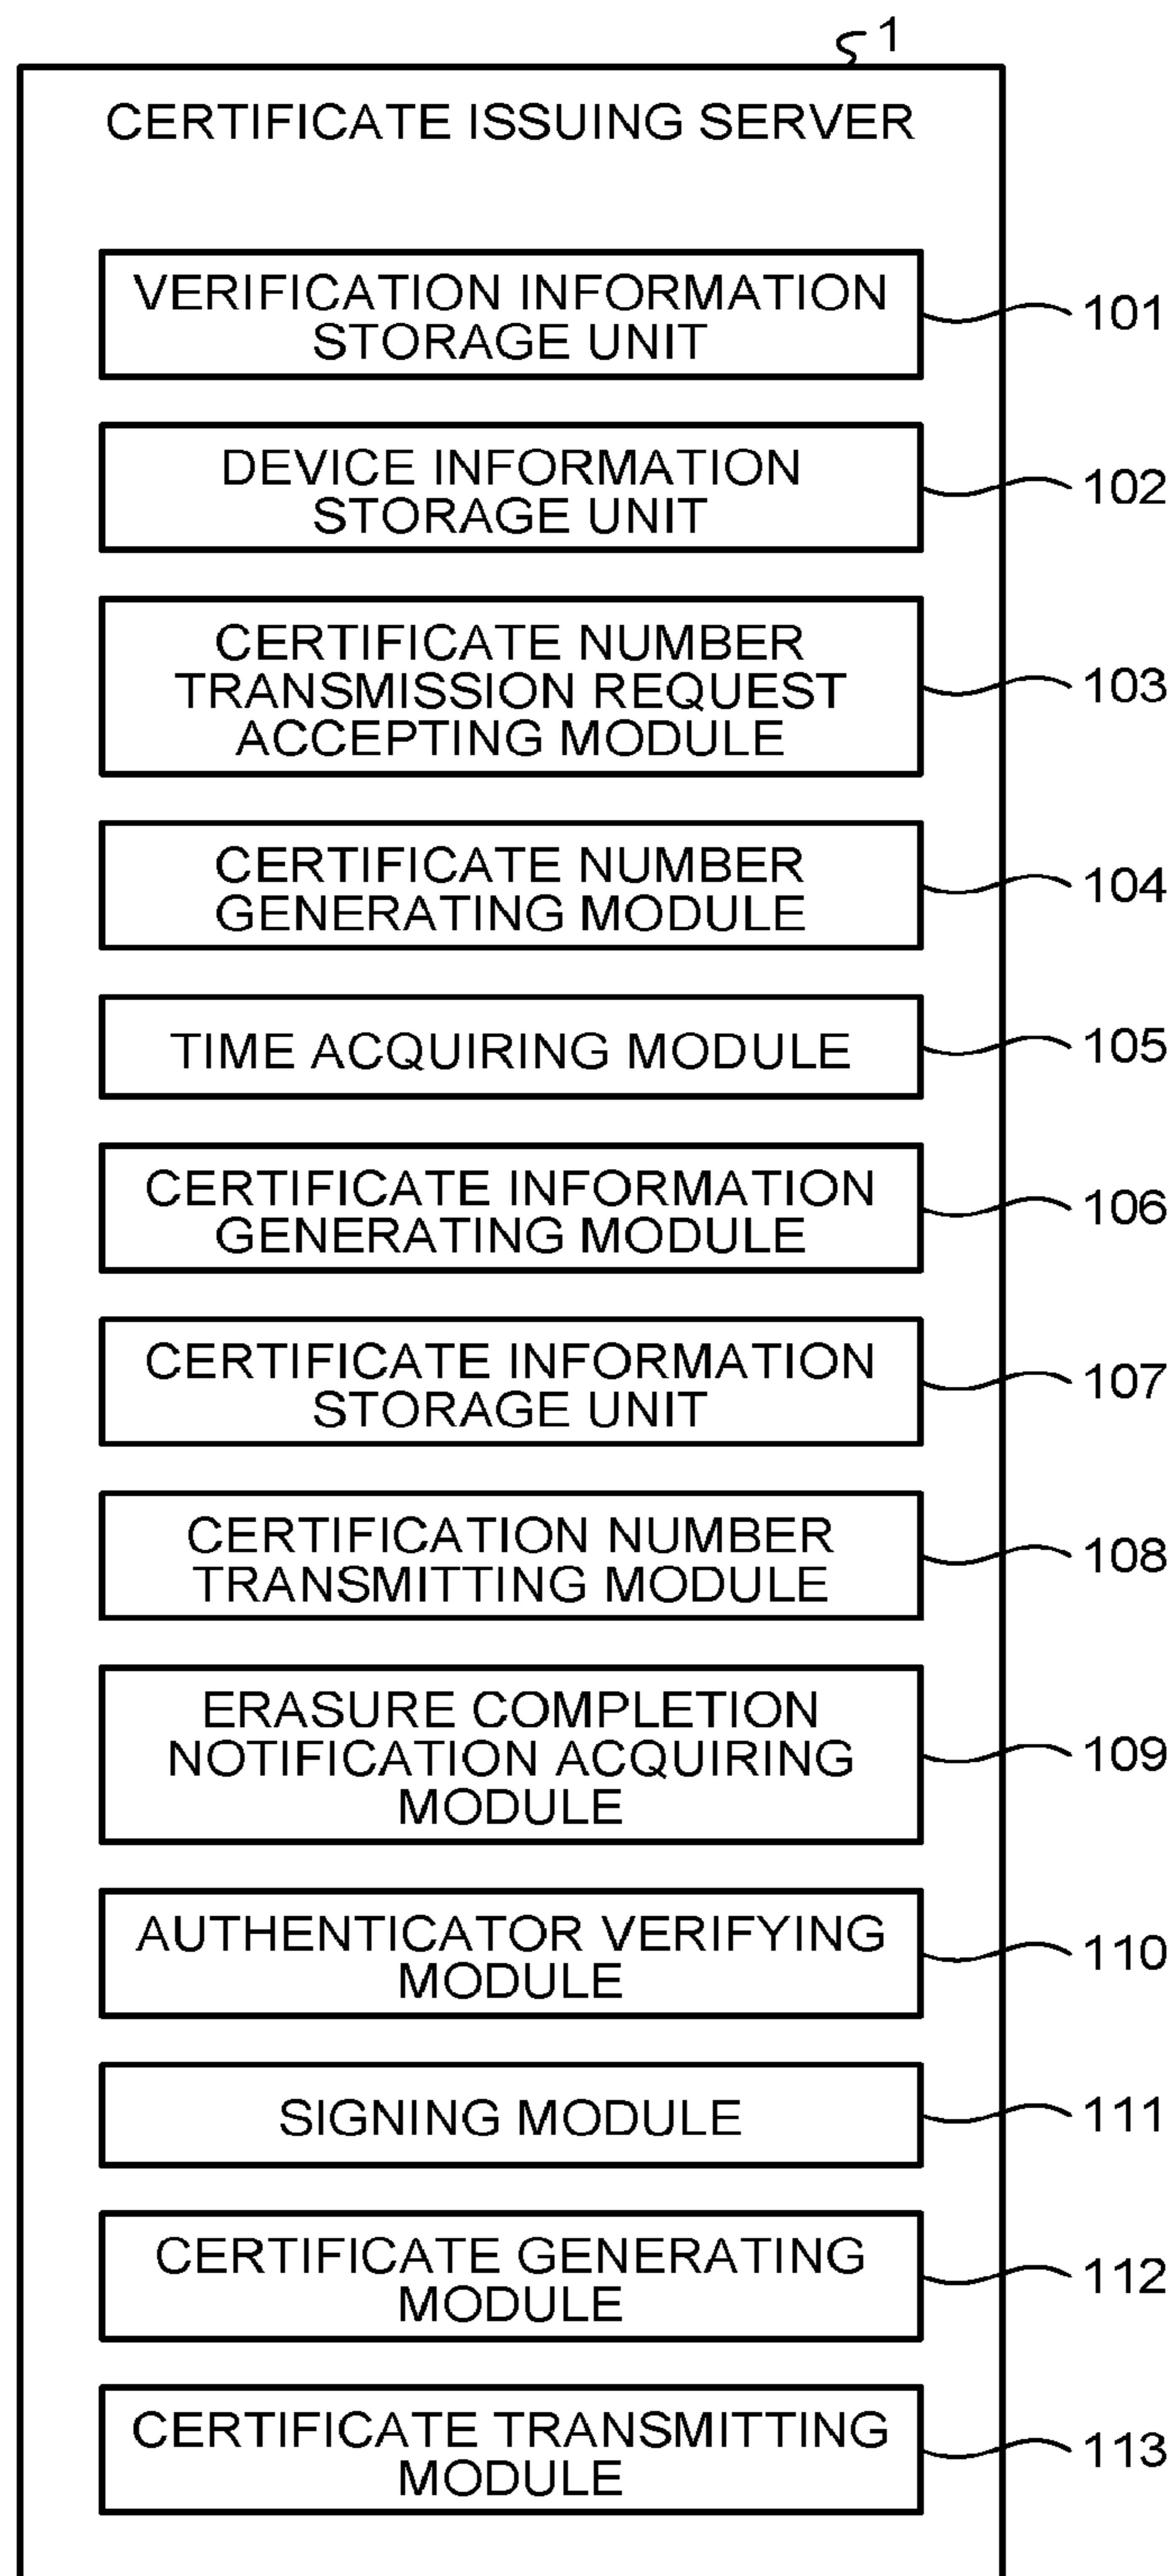 1
CERTIFICATE ISSUING SERVER
VERIFICATION INFORMATION
STORAGE UNIT
101
DEVICE INFORMATION
STORAGE UNIT
102
CERTIFICATE NUMBER
TRANSMISSION REQUEST
ACCEPTING MODULE
103
CERTIFICATE NUMBER
GENERATING MODULE
104
TIME ACQUIRING MODULE
105
CERTIFICATE INFORMATION
GENERATING MODULE
106
CERTIFICATE INFORMATION
STORAGE UNIT
107
CERTIFICATION NUMBER
TRANSMITTING MODULE
108
ERASURE COMPLETION
NOTIFICATION ACQUIRING
MODULE
109
AUTHENTICATOR VERIFYING
MODULE
110
SIGNING MODULE
111
CERTIFICATE GENERATING
MODULE
112
CERTIFICATE TRANSMITTING
MODULE
113